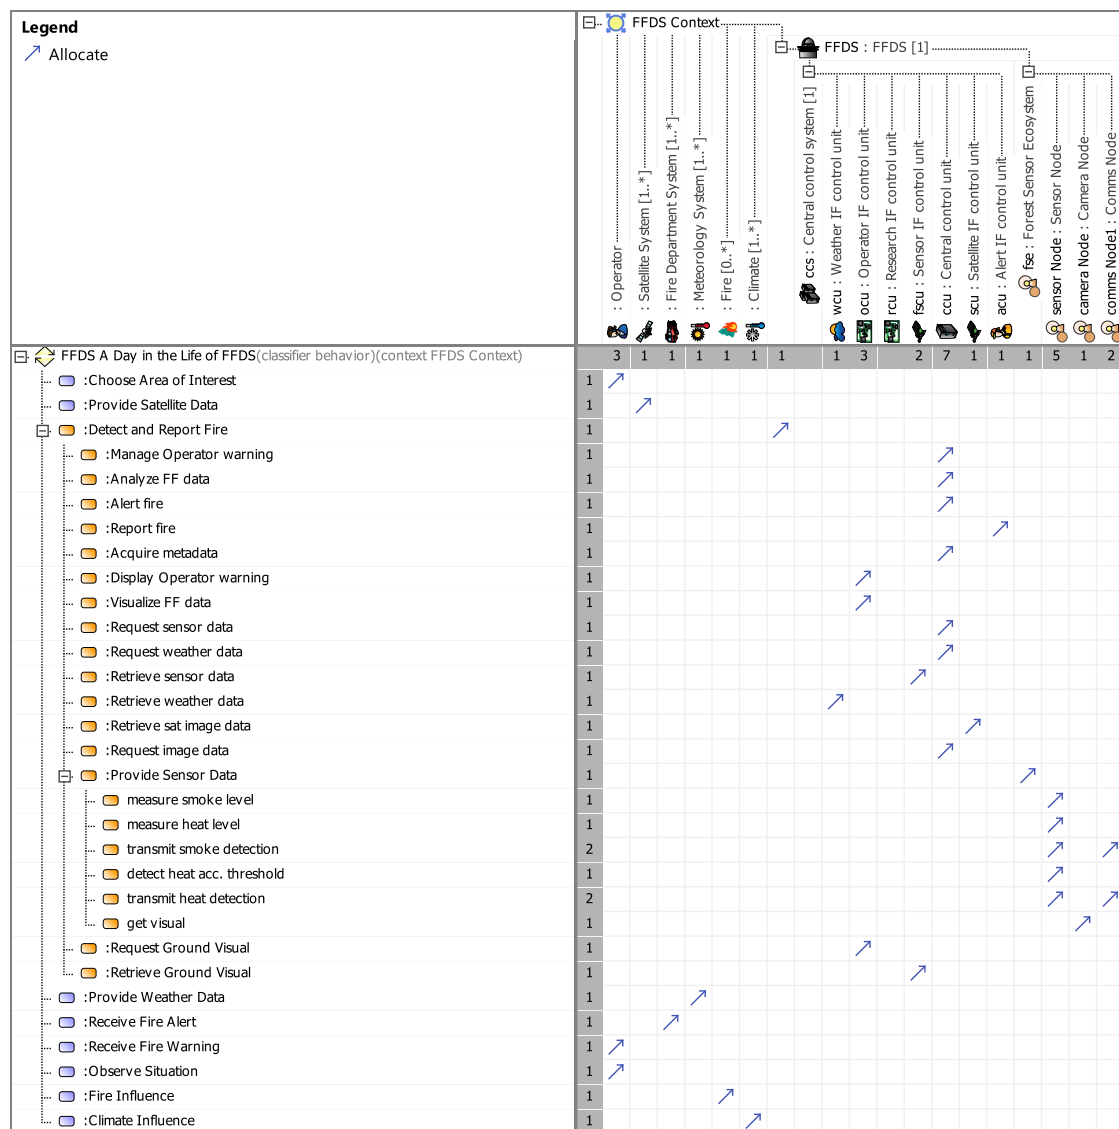 Legend
Allocate
FFDS Context
FFDS : FFDS [1]
: Operator
: Satellite System [1..*]
: Fire Department System [1..*]
: Meteorology System [1..*]
: Fire [0..*]
: Climate [1..*]
ccs : Central control system [1]
wcu : Weather IF control unit
ocu : Operator IF control unit
rcu : Research IF control unit
fscu : Sensor IF control unit
ccu : Central control unit
scu : Satellite IF control unit
acu : Alert IF control unit
fse : Forest Sensor Ecosystem
sensor Node : Sensor Node
camera Node : Camera Node
comms Node1 : Comms Node
FFDS A Day in the Life of FFDS(classifier behavior)(context FFDS Context) 3 1 1 1 1 1 1 1 3 2 7 1 1 1 5 1 2
:Choose Area of Interest 1
:Provide Satellite Data 1
:Detect and Report Fire 1
:Manage Operator warning 1
:Analyze FF data 1
:Alert fire 1
:Report fire 1
:Acquire metadata 1
:Display Operator warning 1
:Visualize FF data 1
:Request sensor data 1
:Request weather data 1
:Retrieve sensor data 1
:Retrieve weather data 1
:Retrieve sat image data 1
:Request image data 1
:Provide Sensor Data 1
measure smoke level 1
measure heat level 1
transmit smoke detection 2
detect heat acc. threshold 1
transmit heat detection 2
get visual 1
:Request Ground Visual 1
:Retrieve Ground Visual 1
:Provide Weather Data 1
:Receive Fire Alert 1
:Receive Fire Warning 1
:Observe Situation 1
:Fire Influence 1
:Climate Influence 1